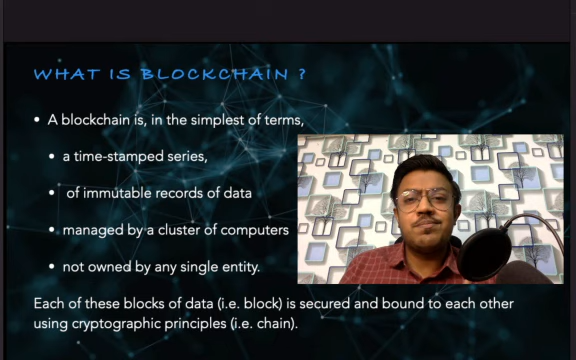 WHAT IS BLOCKCHAIN ?
• A blockchain is, in the simplest of terms,
• a time-stamped series,
• of immutable records of data
• managed by a cluster of computers
• not owned by any single entity.
Each of these blocks of data (i.e. block) is secured and bound to each other
using cryptographic principles (i.e. chain).